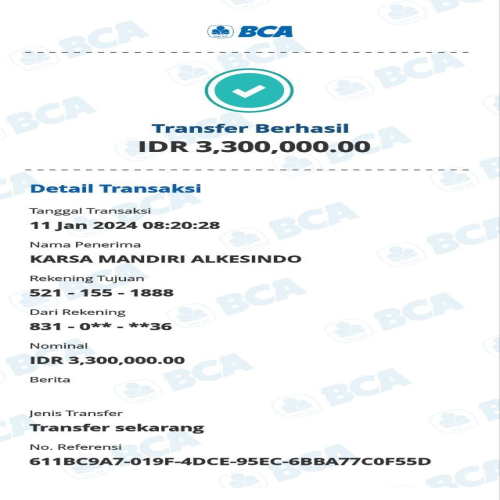 BCA
Transfer Berhasil
IDR 3,300,000.00
Detail Transaksi
Tanggal Transaksi
11 Jan 2024 08:20:28
Nama Penerima
KARSA MANDIRI ALKESINDO
Rekening Tujuan
521 - 155 - 1888
Dari Rekening
831 - 0** - **36
Nominal
IDR 3,300,000.00
Berita
Jenis Transfer
Transfer sekarang
No. Referensi
611BC9A7-019F-4DCE-95EC-6BBA77C0F55D